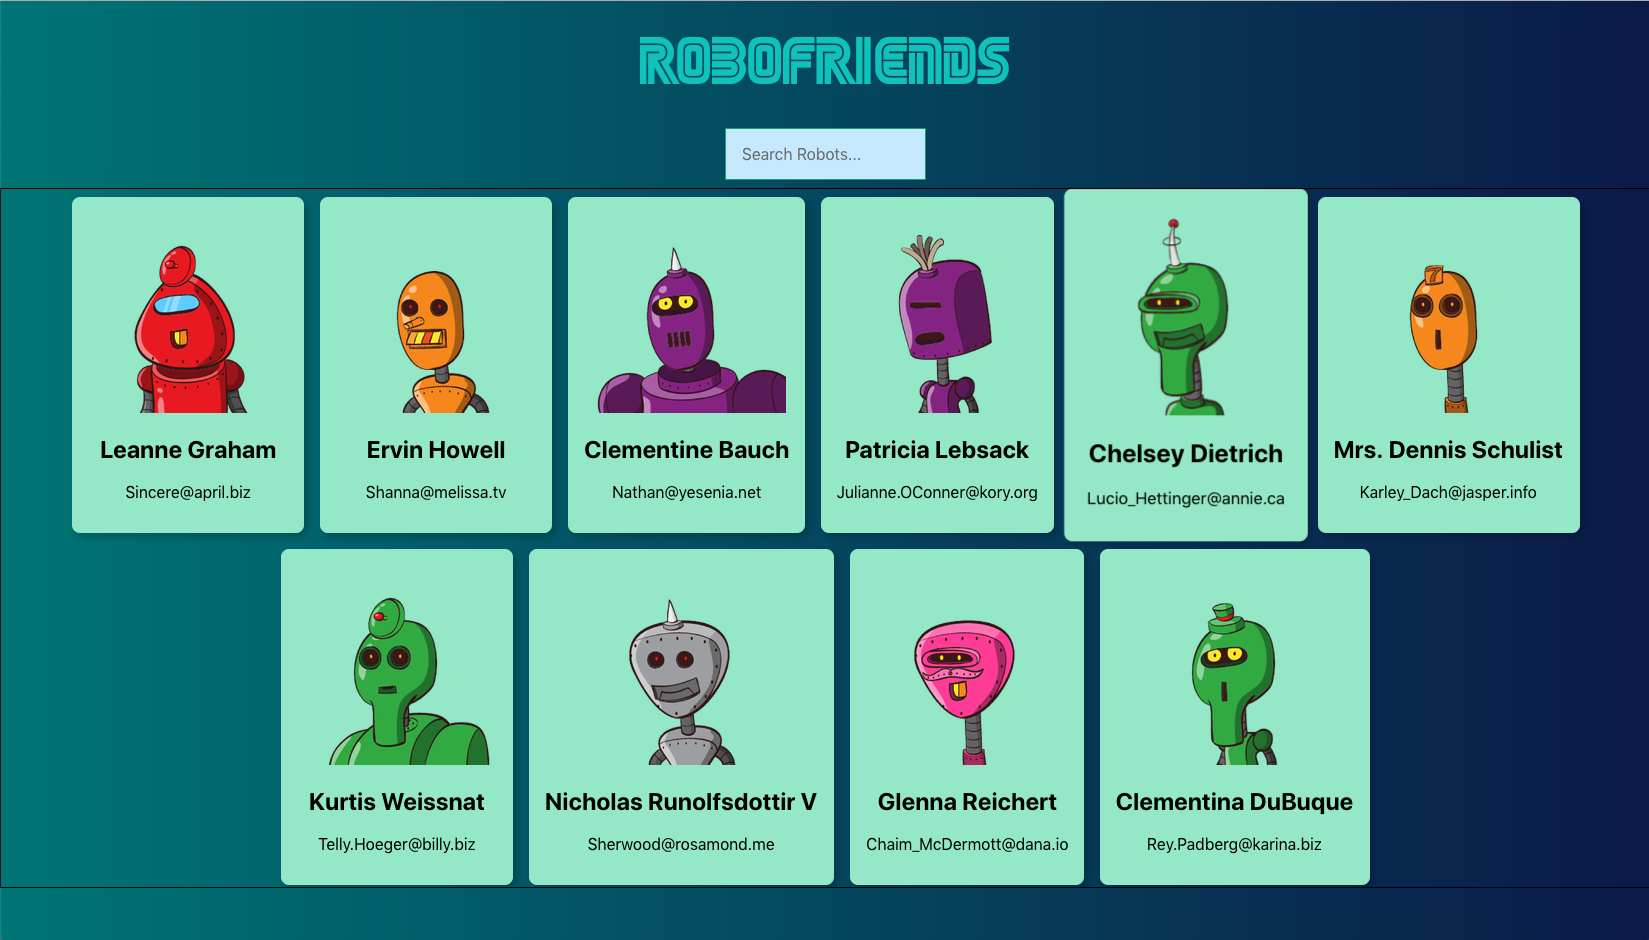 ROBOFRIENDS
Search Robots...
7
Leanne Graham
Sincere@april.biz
Ervin Howell
Shanna@melissa.tv
Clementine Bauch
Nathan@yesenia.net
Patricia Lebsack
Julianne.OConner@kory.org
Chelsey Dietrich
Lucio_Hettinger@annie.ca
Mrs. Dennis Schulist
Karley_Dach@jasper.info
Kurtis Weissnat
Telly.Hoeger@billy.biz
Nicholas Runolfsdottir V
Sherwood@rosamond.me
Glenna Reichert
Chaim_McDermott@dana.io
Clementina DuBuque
Rey.Padberg@karina.biz